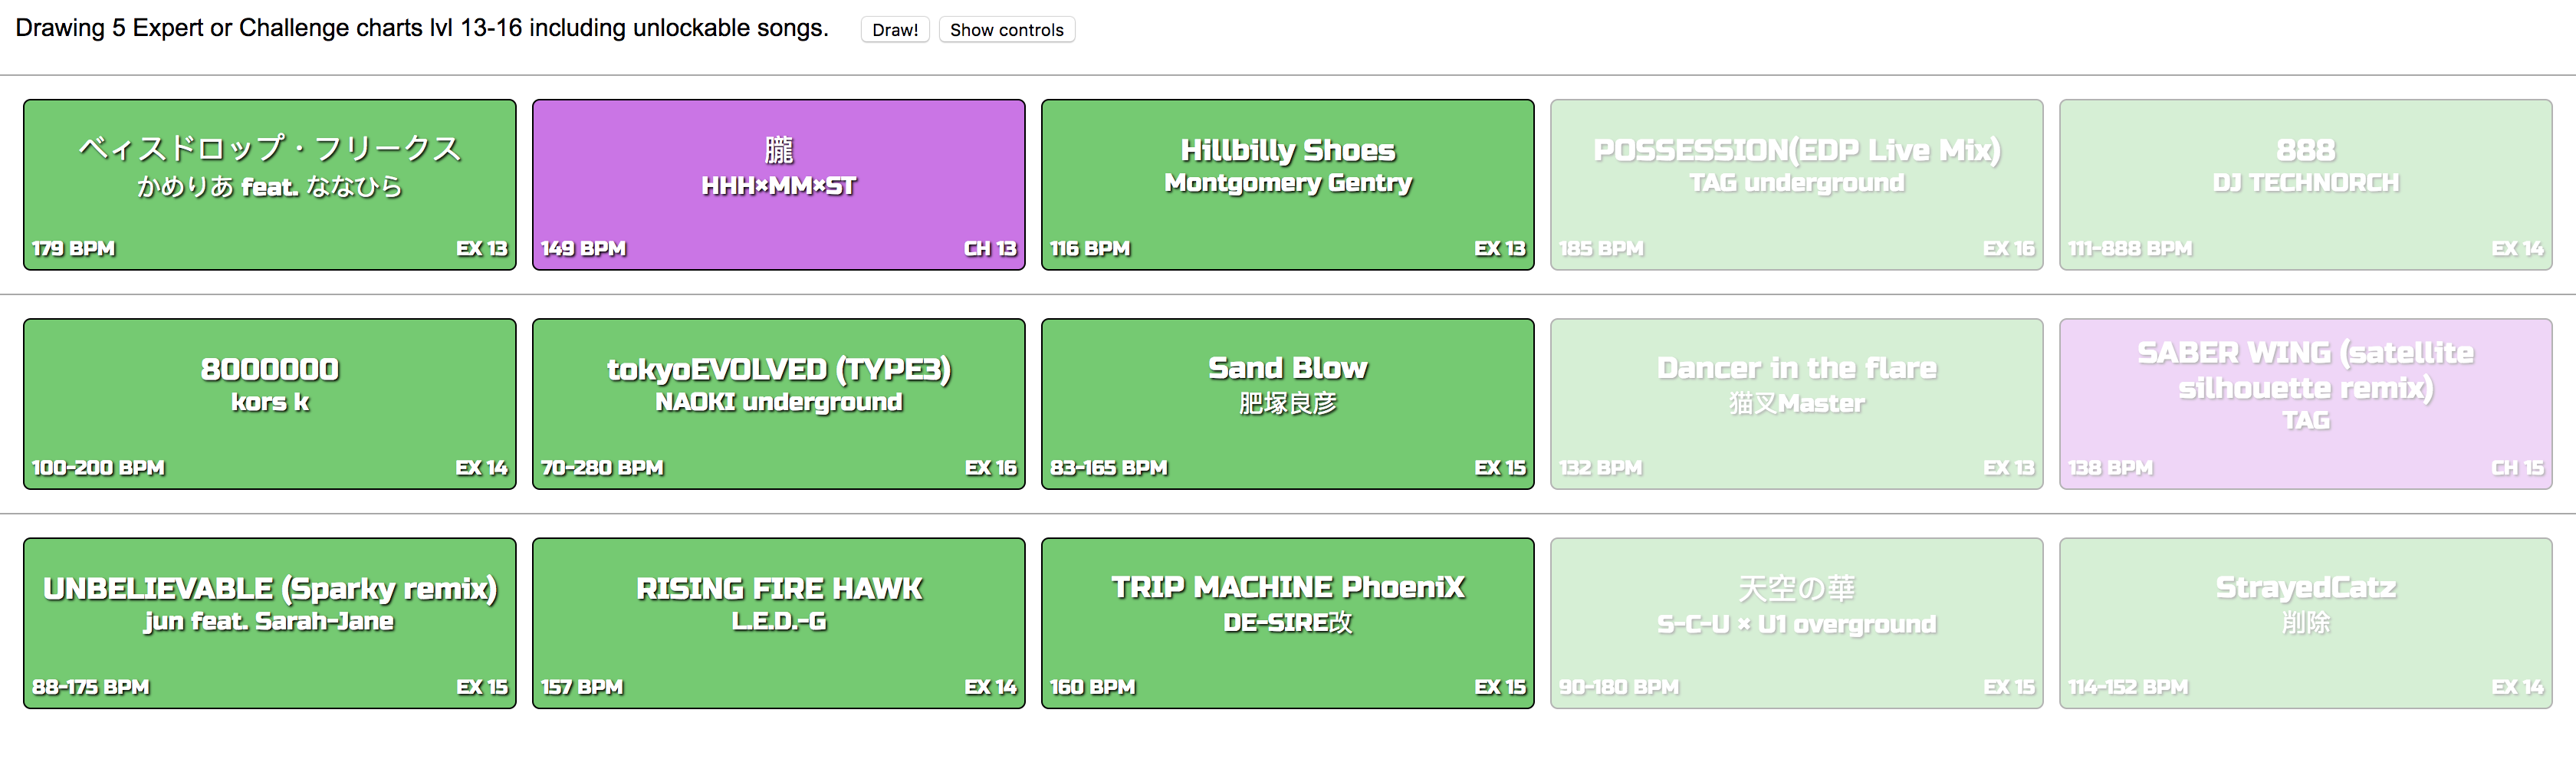 Drawing 5 Expert or Challenge charts lvl 13-16 including unlockable songs. Draw! Show controls
ベィスドロップ・フリークス
かめりあ feat. ななひら
179 BPM EX 13
朧
HHH×MM×ST
149 BPM CH 13
Hillbilly Shoes
Montgomery Gentry
116 BPM EX 13
POSSESSION(EDP Live Mix)
TAG underground
185 BPM EX 16
888
DJ TECHNORCH
111-888 BPM EX 14
8000000
kors k
100-200 BPM EX 14
tokyoEVOLVED (TYPE3)
NAOKI underground
70-280 BPM EX 16
Sand Blow
肥塚良彦
83-165 BPM EX 15
Dancer in the flare
猫叉Master
132 BPM EX 13
SABER WING (satellite
silhouette remix)
TAG
138 BPM CH 15
UNBELIEVABLE (Sparky remix)
jun feat. Sarah-Jane
88-175 BPM EX 15
RISING FIRE HAWK
L.E.D.-G
157 BPM EX 14
TRIP MACHINE PhoeniX
DE-SIRE改
160 BPM EX 15
天空の華
S-C-U × U1 overground
90-180 BPM EX 15
StrayedCatz
削除
114-152 BPM EX 14